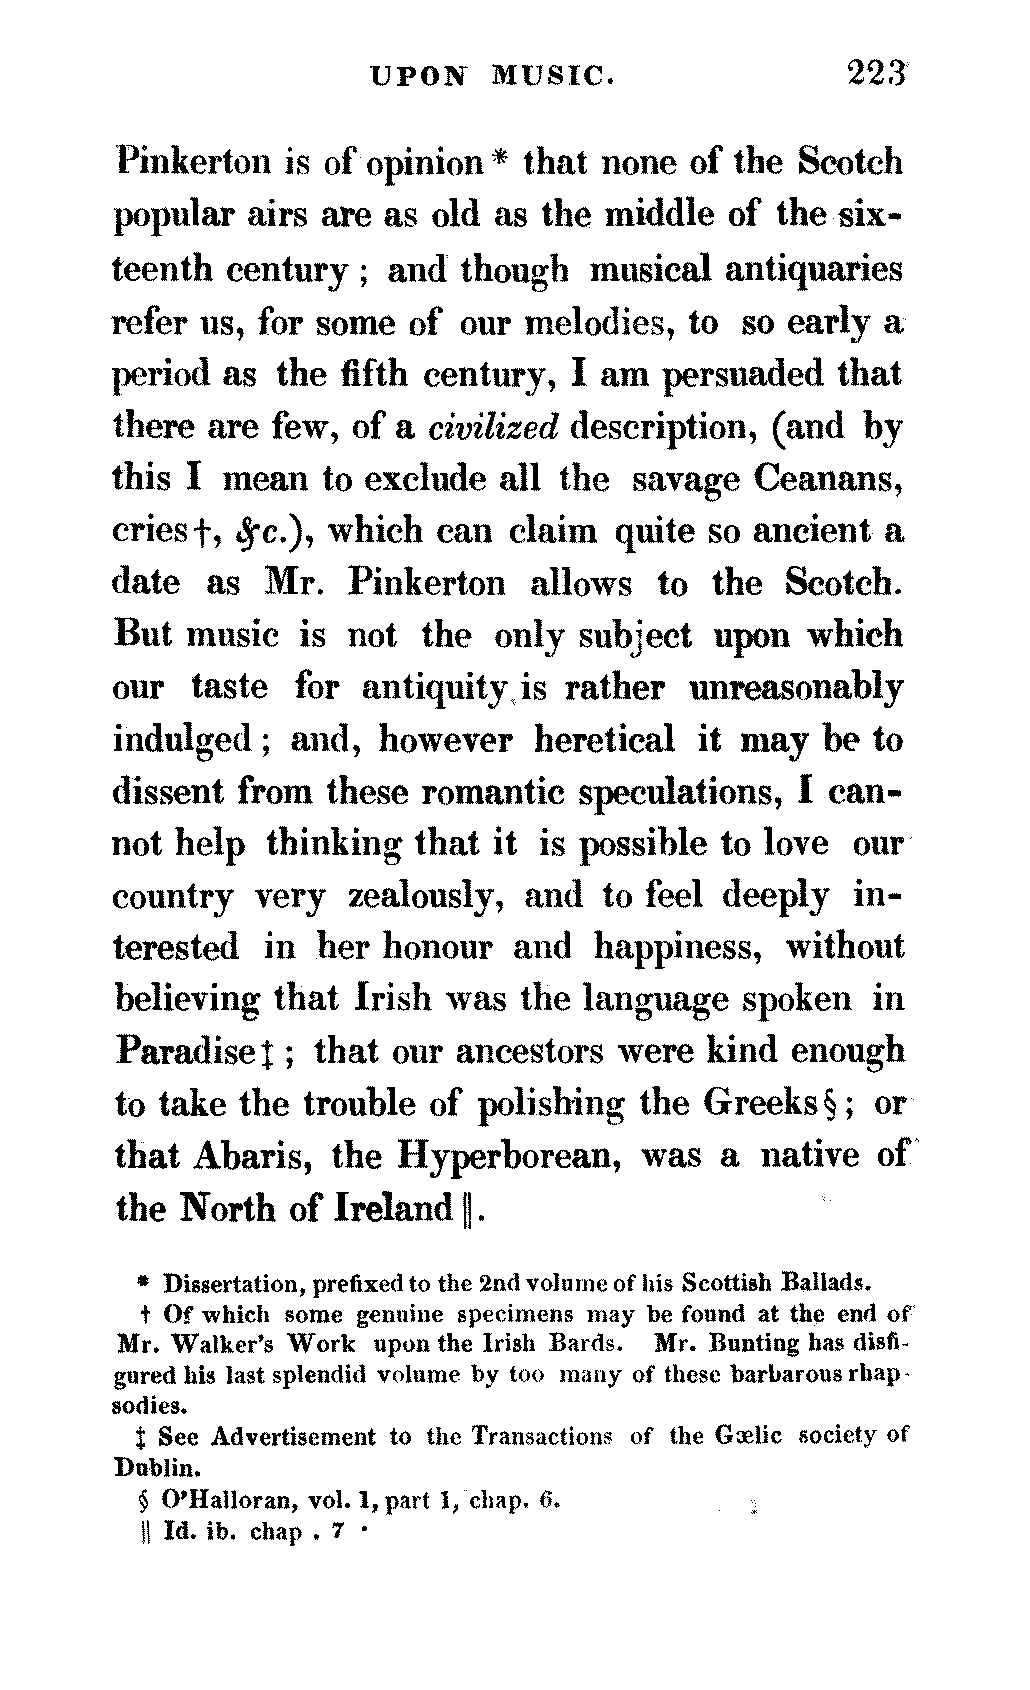 UPON MUSIC. 223
Pinkerton is of opinion * that none of the Scotch
popular airs are as old as the middle of the six-
teenth century ; and though musical antiquaries
refer us, for some of our melodies, to so early a
period as the fifth century, I am persuaded that
there are few, of a civilized description, (and by
this I mean to exclude all the savage Ceanans,
cries †, &c.), which can claim quite so ancient a
date as Mr. Pinkerton allows to the Scotch.
But music is not the only subject upon which
our taste for antiquity is rather unreasonably
indulged ; and, however heretical it may be to
dissent from these romantic speculations, I can-
not help thinking that it is possible to love our
country very zealously, and to feel deeply in-
terested in her honour and happiness, without
believing that Irish was the language spoken in
Paradise ‡ ; that our ancestors were kind enough
to take the trouble of polishing the Greeks § ; or
that Abaris, the Hyperborean, was a native of
the North of Ireland ‖.
* Dissertation, prefixed to the 2nd volume of his Scottish Ballads.
† Of which some genuine specimens may be found at the end of
Mr. Walker's Work upon the Irish Bards. Mr. Bunting has disfi-
gured his last splendid volume by too many of these barbarous rhap-
sodies.
‡ See Advertisement to the Transactions of the Gælic society of
Dublin.
§ O'Halloran, vol. 1, part 1, chap. 6.
‖ Id. ib. chap . 7 ·